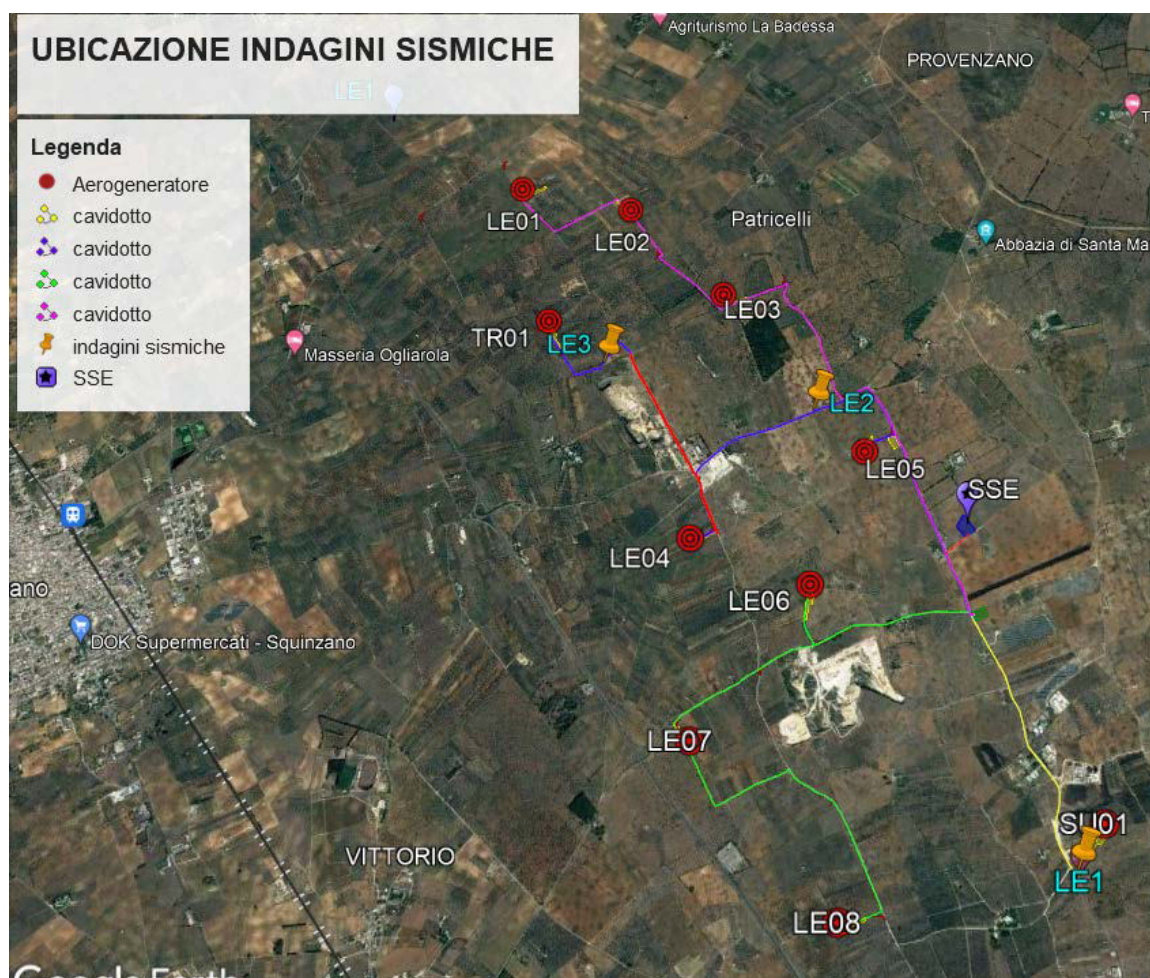 UBICAZIONE INDAGINI SISMICHE
LE1
Agriturismo La Badessa
PROVENZANO
T
Legenda
Aerogeneratore
cavidotto
cavidotto
cavidotto
cavidotto
indagini sismiche
SSE
LE01
LE02
Patricelli
Abbazia di Santa Ma
LE03
TR01
LE3
Masseria Ogliarola
LE2
LE05
SSE
LE04
LE06
ano
DOK Supermercati - Squinzano
LE07
VITTORIO
SU01
LE1
LE08
Google Earth